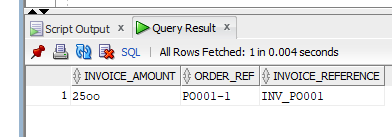 Script Output x Query Result x
SQL | All Rows Fetched: 1 in 0.004 seconds
INVOICE_AMOUNT ORDER_REF INVOICE_REFERENCE
1 25oo PO001-1 INV_PO001